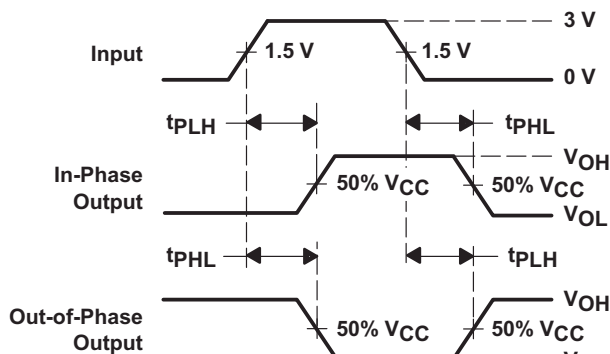 3 V
Input
1.5 V
1.5 V
0 V
tPLH
tPHL
In-Phase
Output
VOH
50% VCC
50% VCC
VOL
tPHL
tPLH
Out-of-Phase
Output
VOH
50% VCC
50% VCC